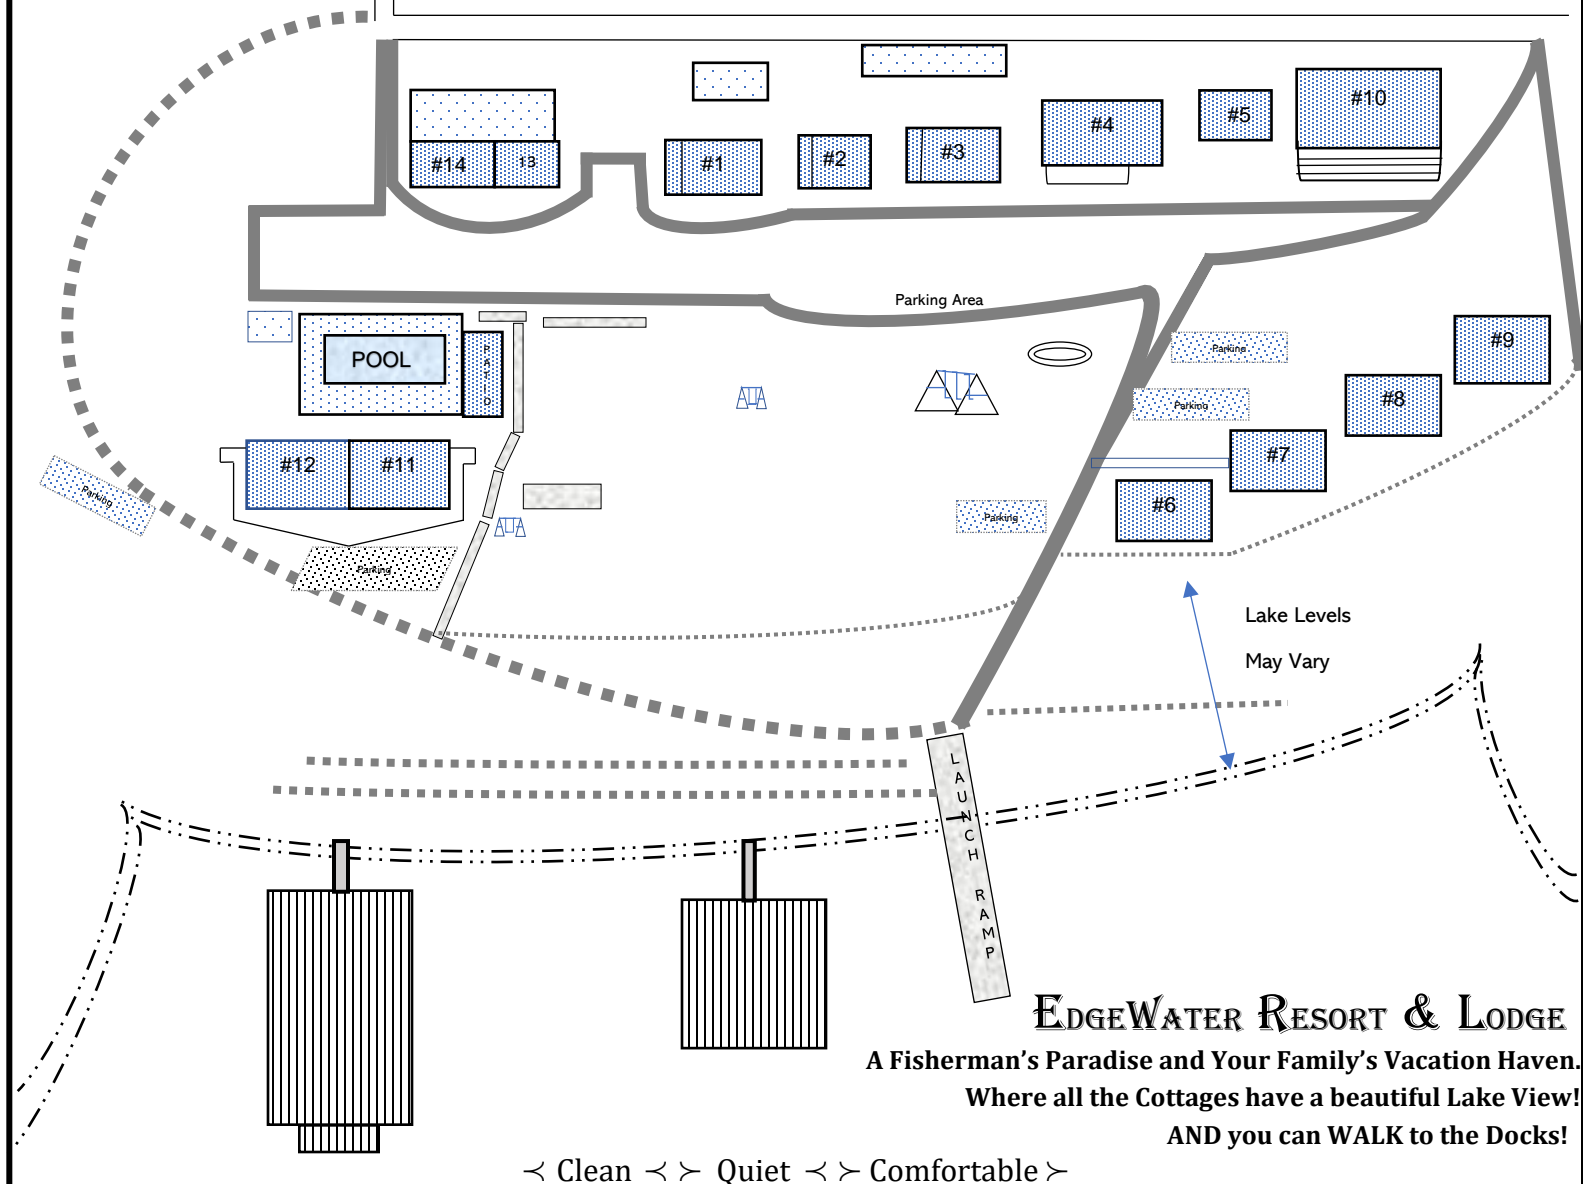 #10
#5
#4
#14
13
#1
#2
#3
Parking Area
POOL
PATIO
Parking
#9
Parking
#8
#12
#11
#7
Parking
#6
Parking
Parking
Lake Levels
May Vary
LAUNCH RAMP
EDGEWATER RESORT & LODGE
A Fisherman’s Paradise and Your Family’s Vacation Haven.
Where all the Cottages have a beautiful Lake View!
AND you can WALK to the Docks!
≺ Clean ≺ ≻ Quiet ≺ ≻ Comfortable ≻